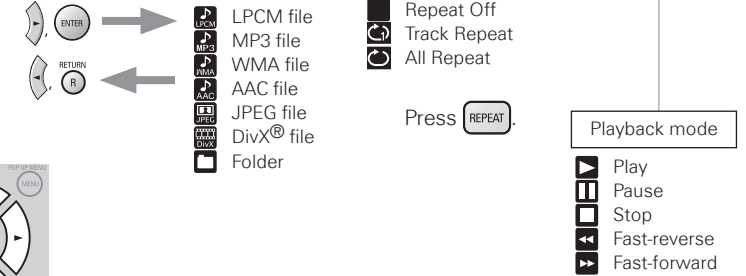 ENTER
RETURN
R
LPCM
LPCM file
MP3
MP3 file
WMA
WMA file
AAC
AAC file
JPEG
JPEG file
DivX
DivX® file
Folder
Repeat Off
Track Repeat
All Repeat
Press REPEAT.
Playback mode
Play
Pause
Stop
Fast-reverse
Fast-forward
POP UP MENU
MENU